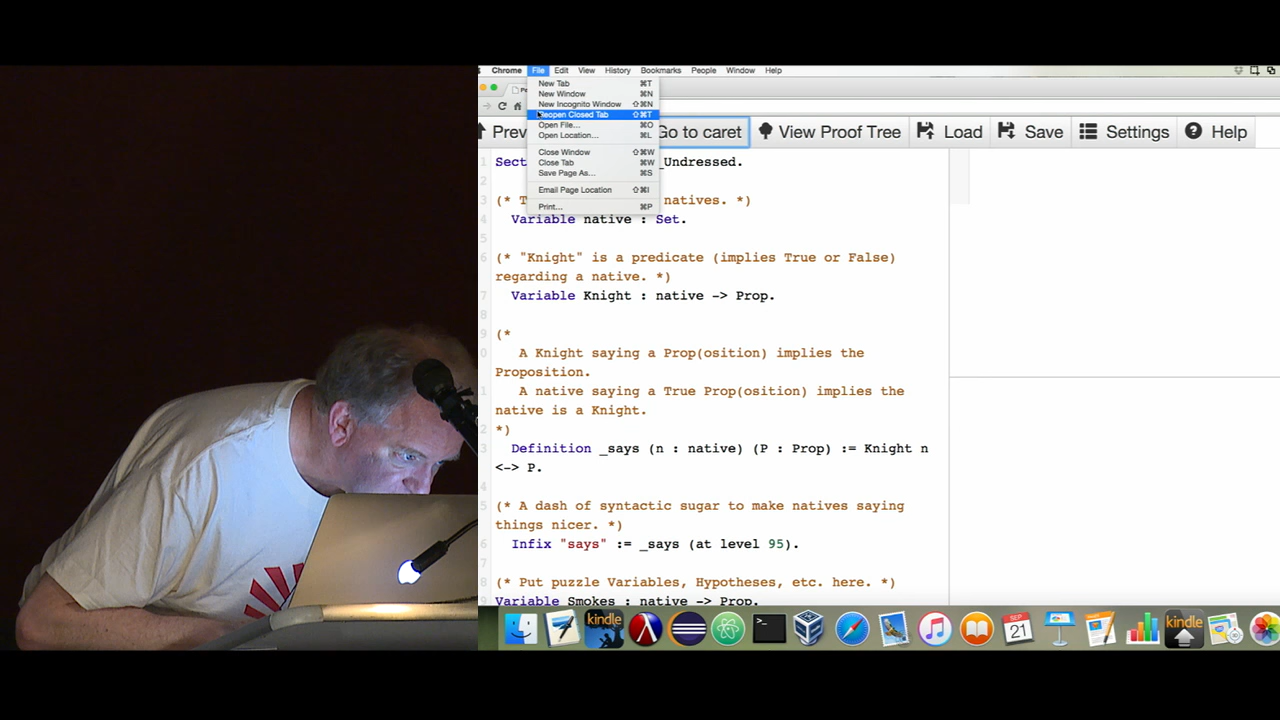 Chrome File Edit View History Bookmarks People Window Help
New Tab ⌘T
New Window ⌘N
New Incognito Window ⇧⌘N
Reopen Closed Tab ⇧⌘T
Open File... ⌘O
Open Location... ⌘L
Close Window ⇧⌘W
Close Tab ⌘W
Save Page As... ⌘S
Email Page Location ⇧⌘I
Print... ⌘P
Prev Go to caret View Proof Tree Load Save Settings Help
Sect _Undressed.
(* T natives. *)
Variable native : Set.
(* "Knight" is a predicate (implies True or False)
regarding a native. *)
Variable Knight : native -> Prop.
(*
A Knight saying a Prop(osition) implies the
Proposition.
A native saying a True Prop(osition) implies the
native is a Knight.
*)
Definition _says (n : native) (P : Prop) := Knight n
<-> P.
(* A dash of syntactic sugar to make natives saying
things nicer. *)
Infix "says" := _says (at level 95).
(* Put puzzle Variables, Hypotheses, etc. here. *)
Variable Smokes : native -> Prop.
kindle
SEP
21
kindle